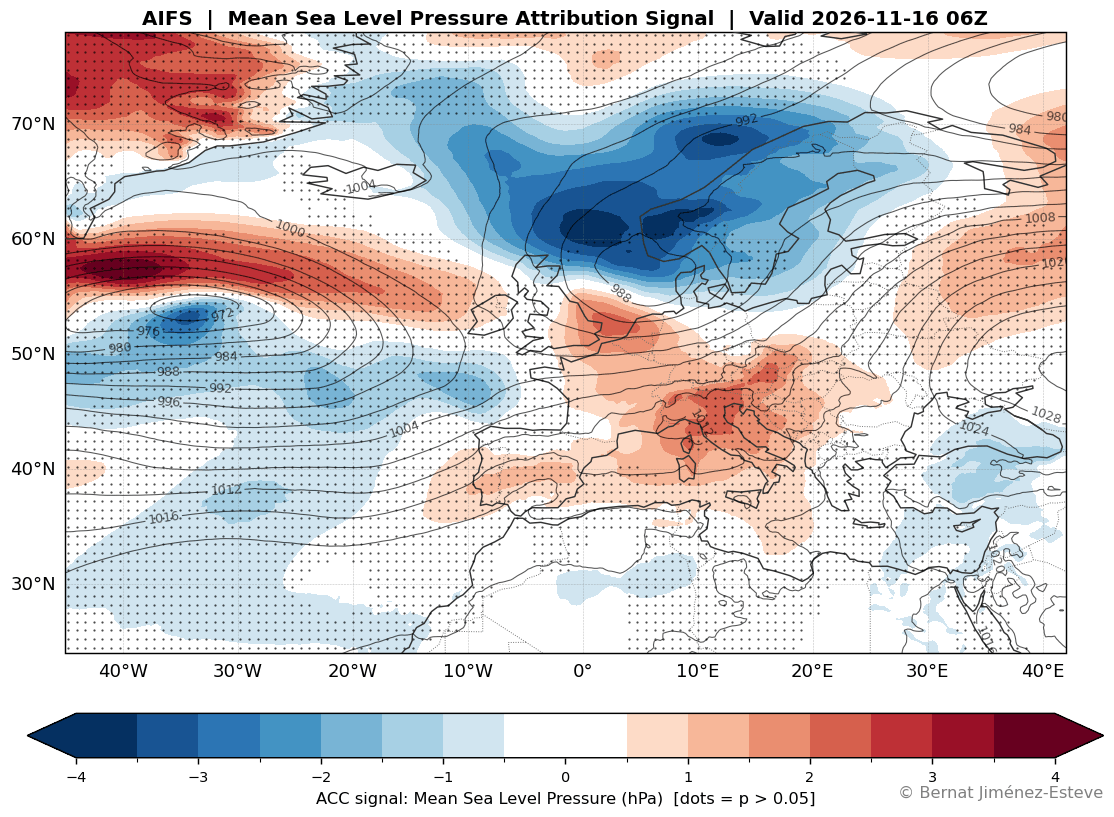 AIFS | Mean Sea Level Pressure Attribution Signal | Valid 2026-11-16 06Z
70°N
60°N
50°N
40°N
30°N
992
980
984
1004
1000
1008
988
972
976
980
984
988
992
996
1004
1012
1016
1028
1024
1020
1016
40°W
30°W
20°W
10°W
0°
10°E
20°E
30°E
40°E
−4
−3
−2
−1
0
1
2
3
4
ACC signal: Mean Sea Level Pressure (hPa) [dots = p > 0.05]
© Bernat Jiménez-Esteve